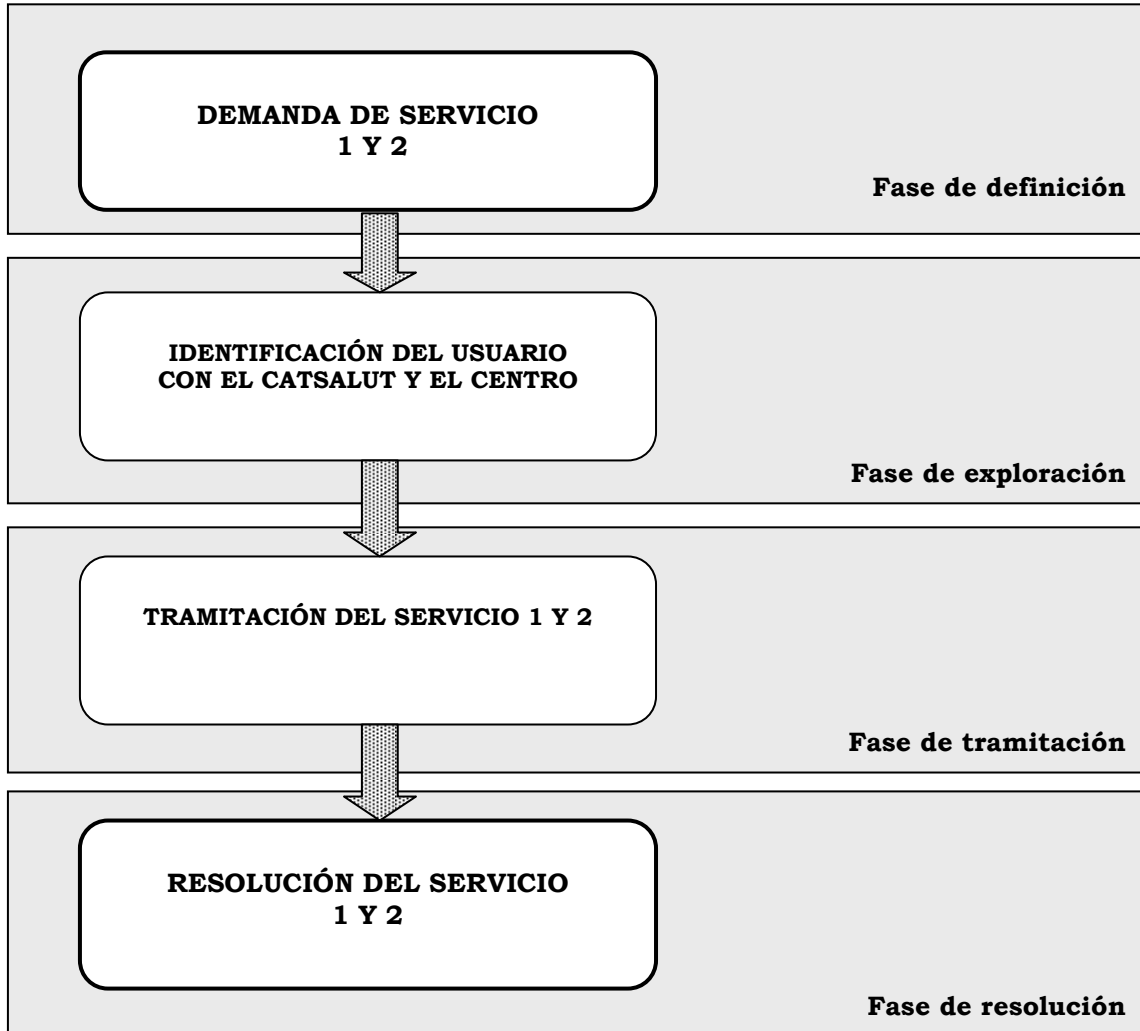 DEMANDA DE SERVICIO
1 Y 2
Fase de definición
IDENTIFICACIÓN DEL USUARIO
CON EL CATSALUT Y EL CENTRO
Fase de exploración
TRAMITACIÓN DEL SERVICIO 1 Y 2
Fase de tramitación
RESOLUCIÓN DEL SERVICIO
1 Y 2
Fase de resolución